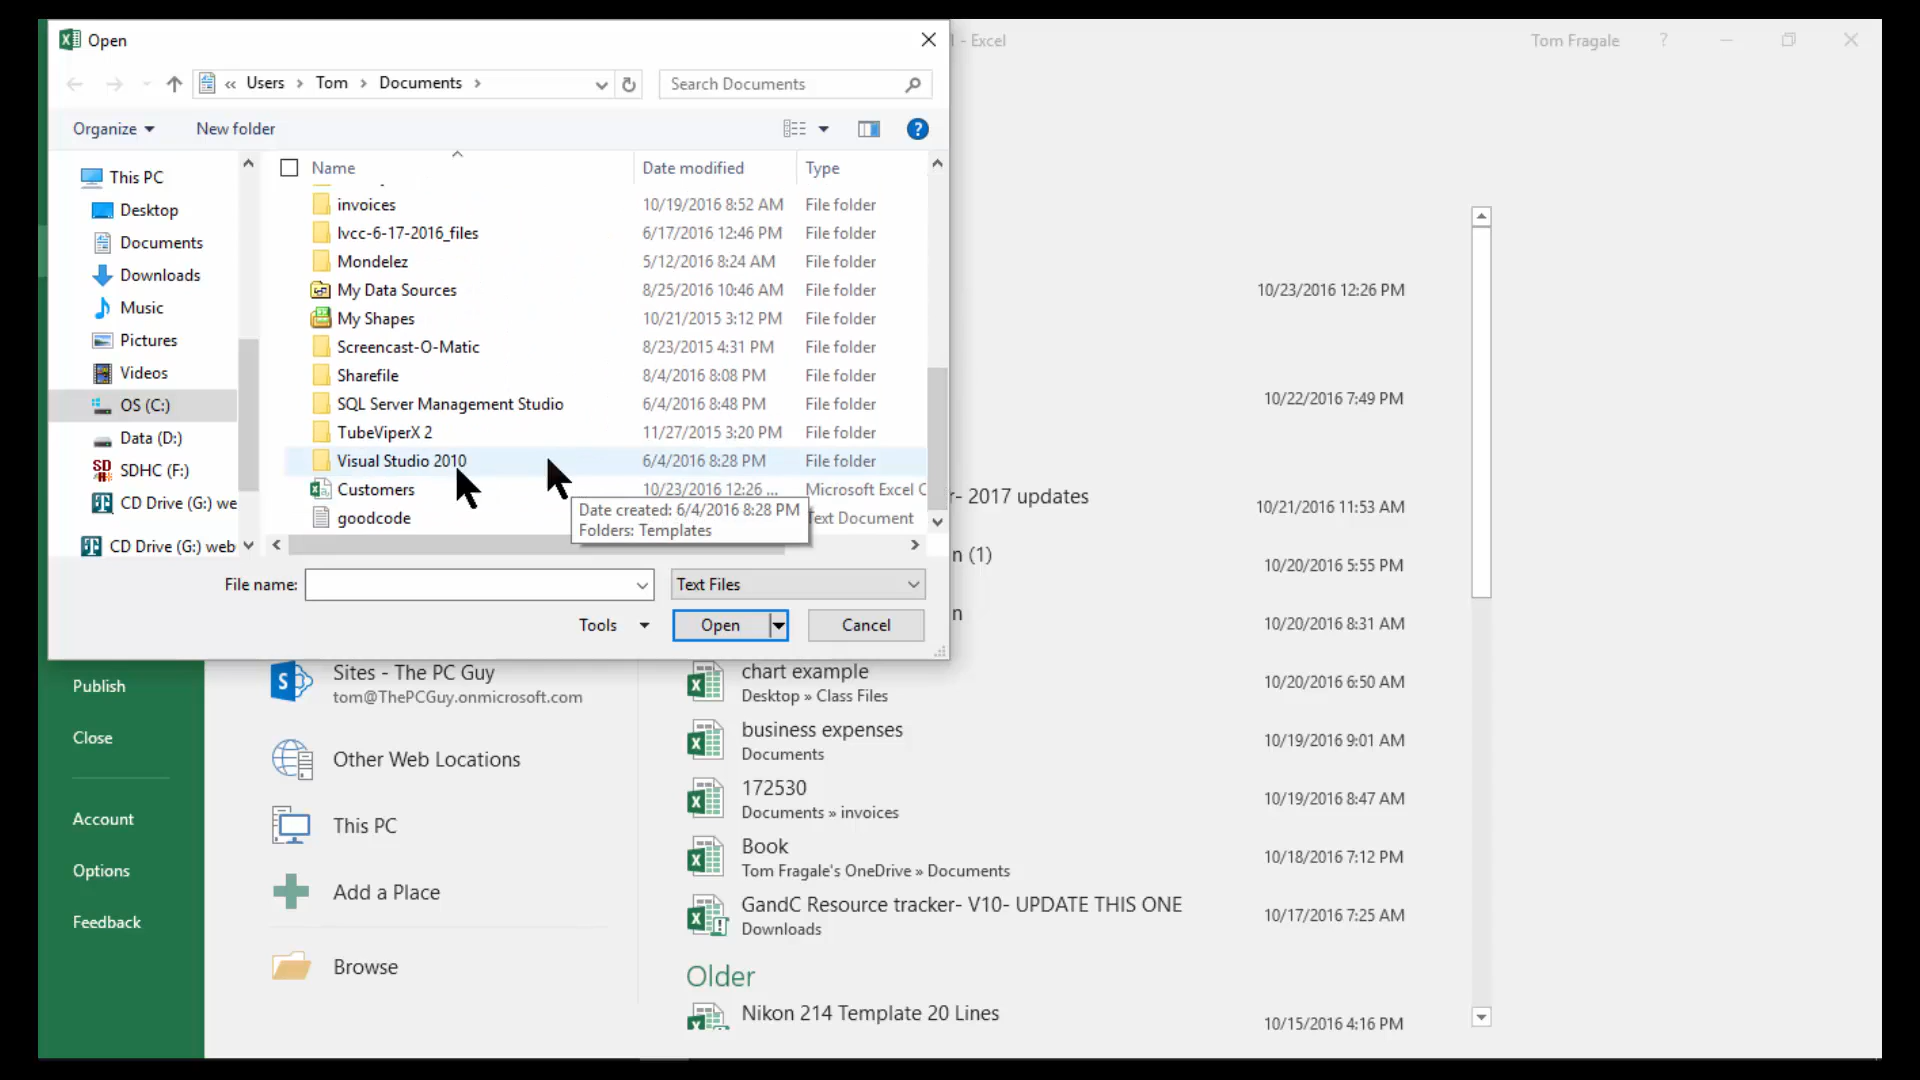 Open
l - Excel
Tom Fragale
?
« Users > Tom > Documents >
Search Documents
Organize
New folder
?
This PC
Desktop
Documents
Downloads
Music
Pictures
Videos
OS (C:)
Data (D:)
SDHC (F:)
CD Drive (G:) we
CD Drive (G:) web
Name
Date modified
Type
invoices 10/19/2016 8:52 AM File folder
lvcc-6-17-2016_files 6/17/2016 12:46 PM File folder
Mondelez 5/12/2016 8:24 AM File folder
My Data Sources 8/25/2016 10:46 AM File folder
My Shapes 10/21/2015 3:12 PM File folder
Screencast-O-Matic 8/23/2015 4:31 PM File folder
Sharefile 8/4/2016 8:08 PM File folder
SQL Server Management Studio 6/4/2016 8:48 PM File folder
TubeViperX 2 11/27/2015 3:20 PM File folder
Visual Studio 2010 6/4/2016 8:28 PM File folder
Customers 10/23/2016 12:26 ... Microsoft Excel C
goodcode Text Document
Date created: 6/4/2016 8:28 PM
Folders: Templates
File name:
Text Files
Tools
Open
Cancel
Publish
Close
Account
Options
Feedback
Sites - The PC Guy
tom@ThePCGuy.onmicrosoft.com
Other Web Locations
This PC
Add a Place
Browse
10/23/2016 12:26 PM
10/22/2016 7:49 PM
r- 2017 updates
10/21/2016 11:53 AM
n (1)
10/20/2016 5:55 PM
n
10/20/2016 8:31 AM
chart example
Desktop » Class Files
10/20/2016 6:50 AM
business expenses
Documents
10/19/2016 9:01 AM
172530
Documents » invoices
10/19/2016 8:47 AM
Book
Tom Fragale's OneDrive » Documents
10/18/2016 7:12 PM
GandC Resource tracker- V10- UPDATE THIS ONE
Downloads
10/17/2016 7:25 AM
Older
Nikon 214 Template 20 Lines
10/15/2016 4:16 PM